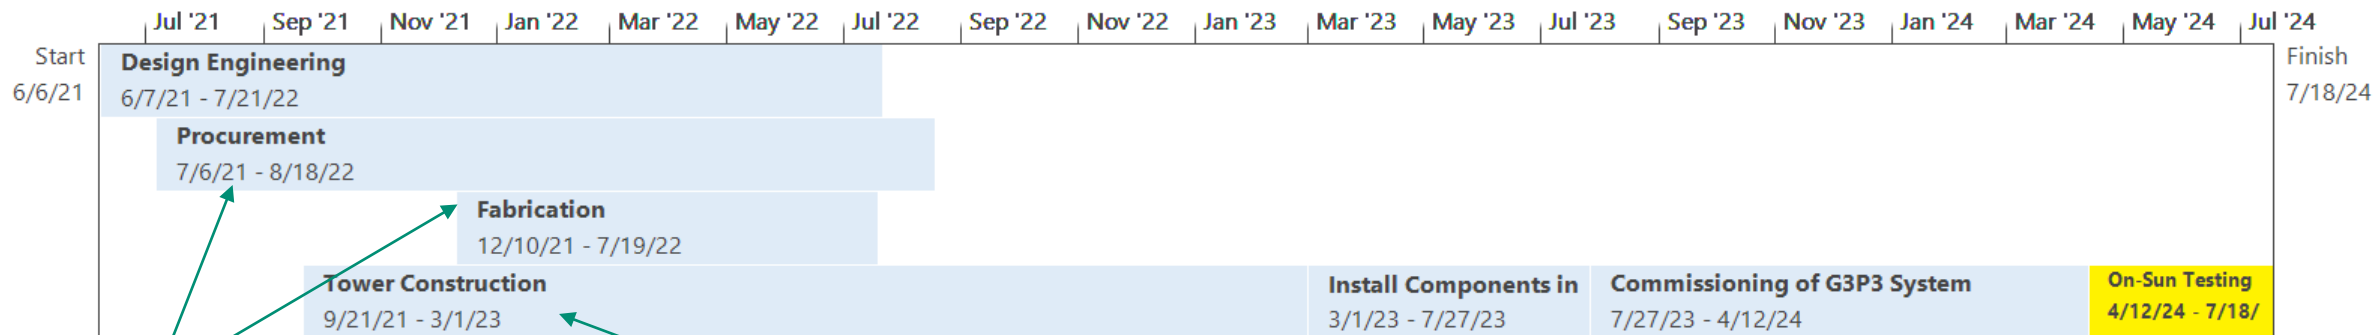 Jul '21 Sep '21 Nov '21 Jan '22 Mar '22 May '22 Jul '22 Sep '22 Nov '22 Jan '23 Mar '23 May '23 Jul '23 Sep '23 Nov '23 Jan '24 Mar '24 May '24 Jul '24
Start
6/6/21
Design Engineering
6/7/21 - 7/21/22
Finish
7/18/24
Procurement
7/6/21 - 8/18/22
Fabrication
12/10/21 - 7/19/22
Tower Construction
9/21/21 - 3/1/23
Install Components in
3/1/23 - 7/27/23
Commissioning of G3P3 System
7/27/23 - 4/12/24
On-Sun Testing
4/12/24 - 7/18/